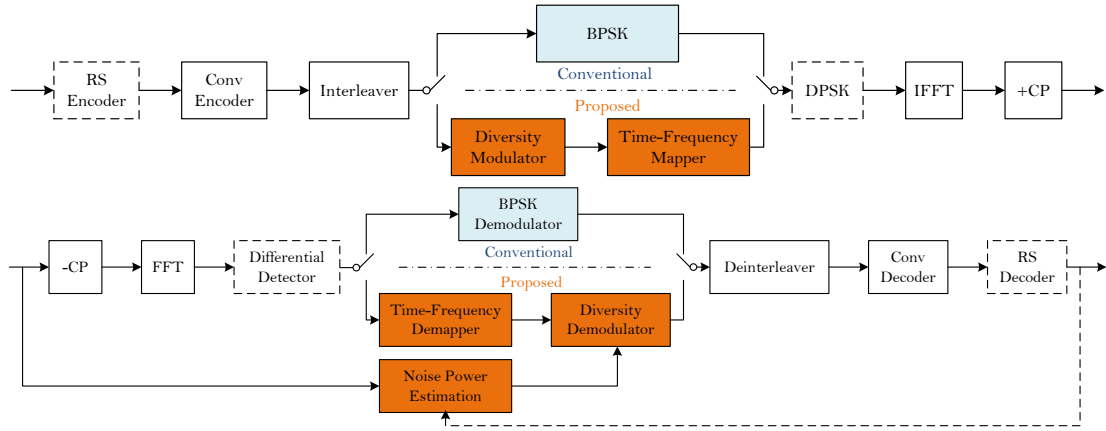 RS
Encoder
Conv
Encoder
Interleaver
BPSK
Conventional
Proposed
Diversity
Modulator
Time-Frequency
Mapper
DPSK
IFFT
+CP
-CP
FFT
Differential
Detector
BPSK
Demodulator
Conventional
Proposed
Time-Frequency
Demapper
Diversity
Demodulator
Noise Power
Estimation
Deinterleaver
Conv
Decoder
RS
Decoder